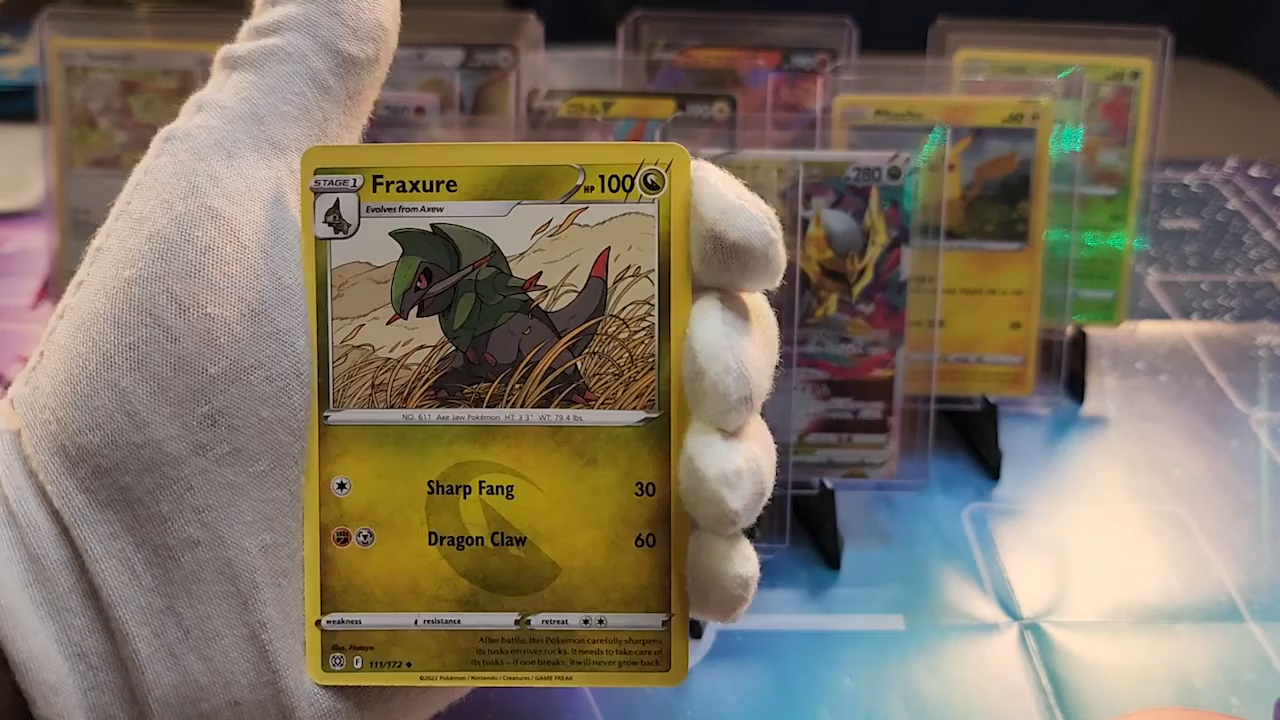 STAGE 1 Fraxure HP 100
Evolves from Axew
NO. 611 Axe Jaw Pokémon HT: 3'3" WT: 79.4 lbs.
Sharp Fang 30
Dragon Claw 60
weakness resistance retreat
After battle, this Pokémon carefully sharpens
its tusks on river rocks. It needs to take care of
its tusks – if one breaks, it will never grow back.
Illus. Hataya
F 111/172
©2022 Pokémon / Nintendo / Creatures / GAME FREAK
280
Pikachu